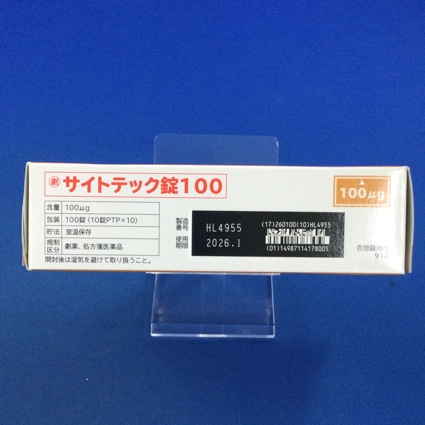 劇 サイトテック錠100
100μg
含量 100μg
包装 100錠(10錠PTP×10)
貯法 室温保存
規制区分 劇薬、処方箋医薬品
開封後は湿気を避けて取り扱うこと。
製造番号 HL4955
使用期限 2026.1
(17)260100(10)HL4955
(01)14987114178005